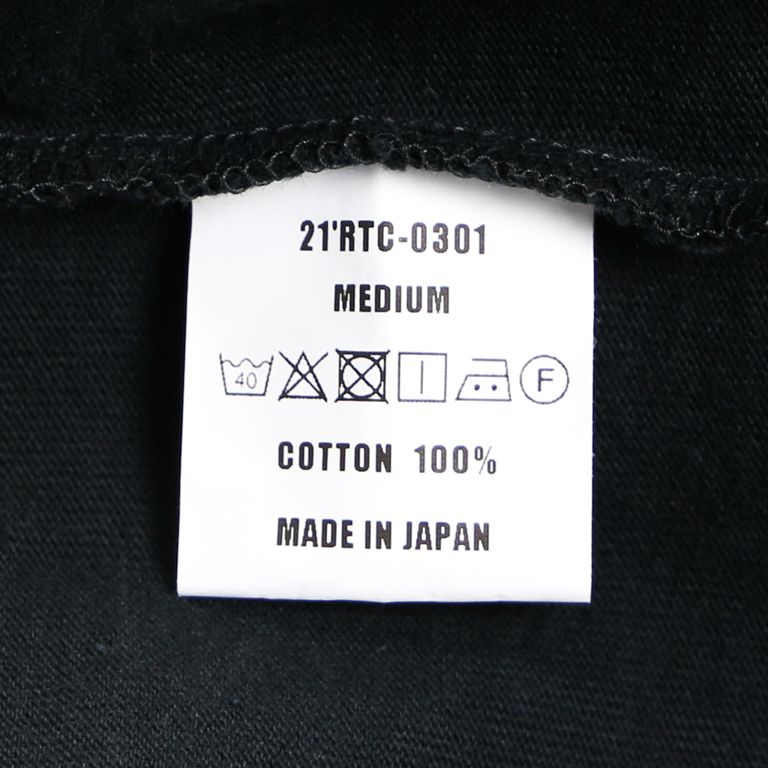 21'RTC-0301
MEDIUM
40 F
COTTON 100%
MADE IN JAPAN